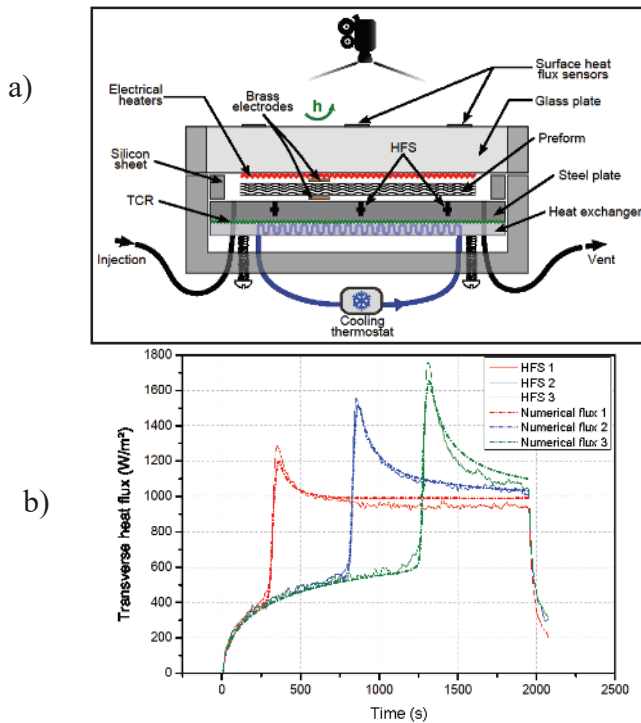 a)
Electrical
heaters
Brass
electrodes
h
Surface heat
flux sensors
Glass plate
Silicon
sheet
HFS
Preform
TCR
Steel plate
Heat exchanger
Injection
Vent
Cooling
thermostat
b)
Transverse heat flux (W/m²)
1800
1600
1400
1200
1000
800
600
400
200
0
HFS 1
HFS 2
HFS 3
Numerical flux 1
Numerical flux 2
Numerical flux 3
0
500
1000
1500
2000
2500
Time (s)